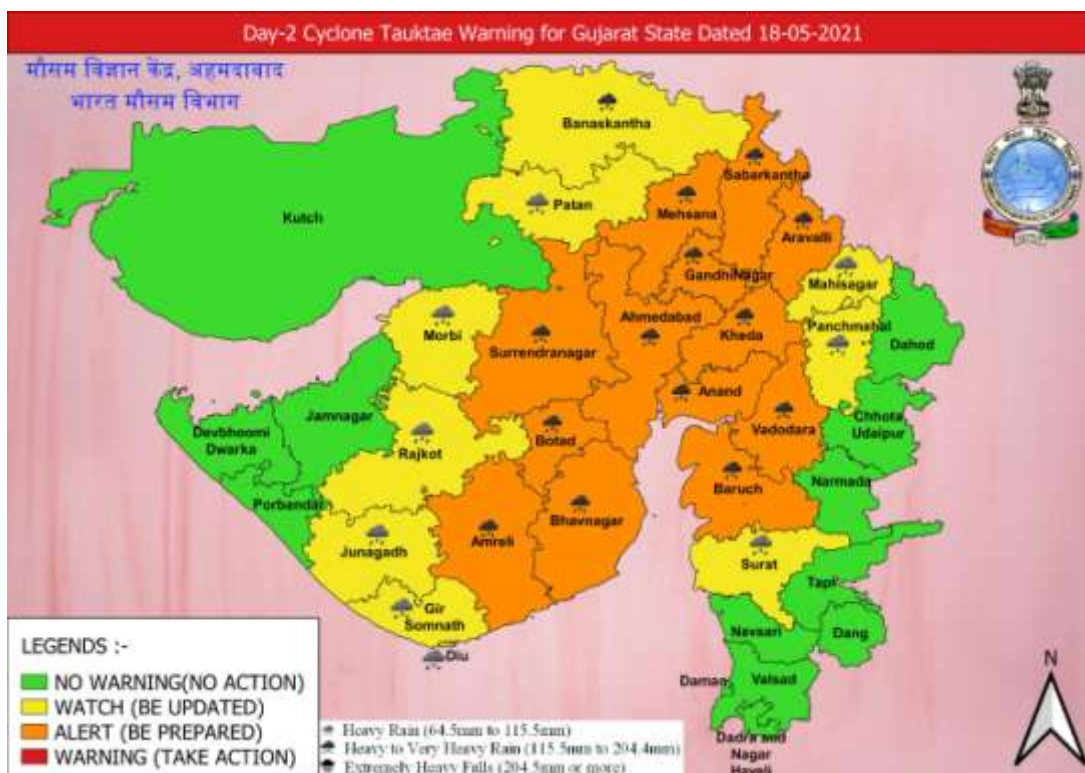 Day-2 Cyclone Tauktae Warning for Gujarat State Dated 18-05-2021
मौसम विज्ञान केंद्र, अहमदाबाद
भारत मौसम विभाग
Banaskantha
Sabarkantha
Patan
Mehsana
Kutch
Aravalli
GandhiNagar
Mahisagar
Morbi
Ahmedabad
Panchmahal
Surrendranagar
Kheda
Dahod
Anand
Jamnagar
Chhota
Udaipur
Devbhoomi
Dwarka
Botad
Vadodara
Rajkot
Narmada
Baruch
Porbandar
Bhavnagar
Amreli
Junagadh
Surat
Tapi
Gir
Somnath
Navsari
Dang
Diu
Daman
Valsad
Dadra and
Nagar
Haveli
N
LEGENDS :-
NO WARNING(NO ACTION)
WATCH (BE UPDATED)
ALERT (BE PREPARED)
WARNING (TAKE ACTION)
Heavy Rain (64.5mm to 115.5mm)
Heavy to Very Heavy Rain (115.5mm to 204.4mm)
Extremely Heavy Falls (204.5mm or more)